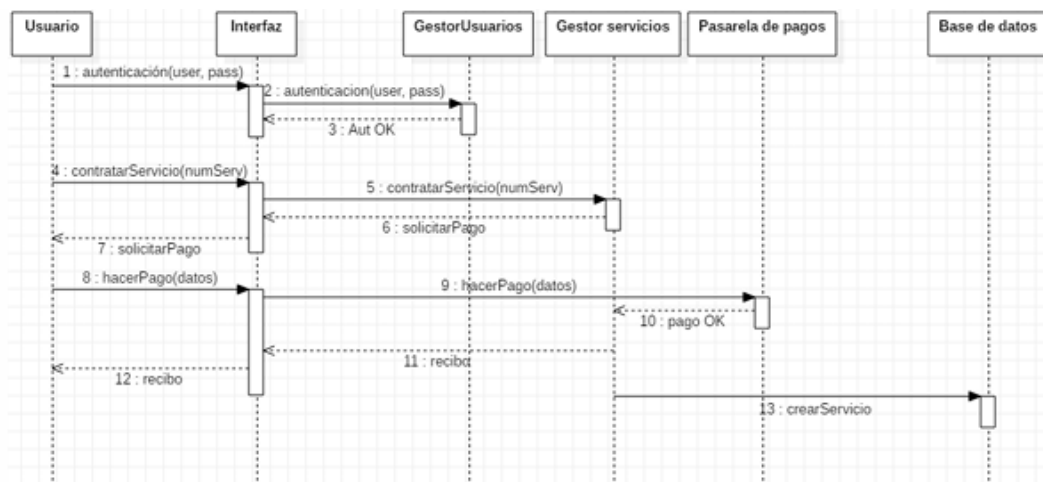 Usuario
Interfaz
GestorUsuarios
Gestor servicios
Pasarela de pagos
Base de datos
1 : autenticación(user, pass)
2 : autenticacion(user, pass)
3 : Aut OK
4 : contratarServicio(numServ)
5 : contratarServicio(numServ)
6 : solicitarPago
7 : solicitarPago
8 : hacerPago(datos)
9 : hacerPago(datos)
10 : pago OK
11 : recibo
12 : recibo
13 : crearServicio